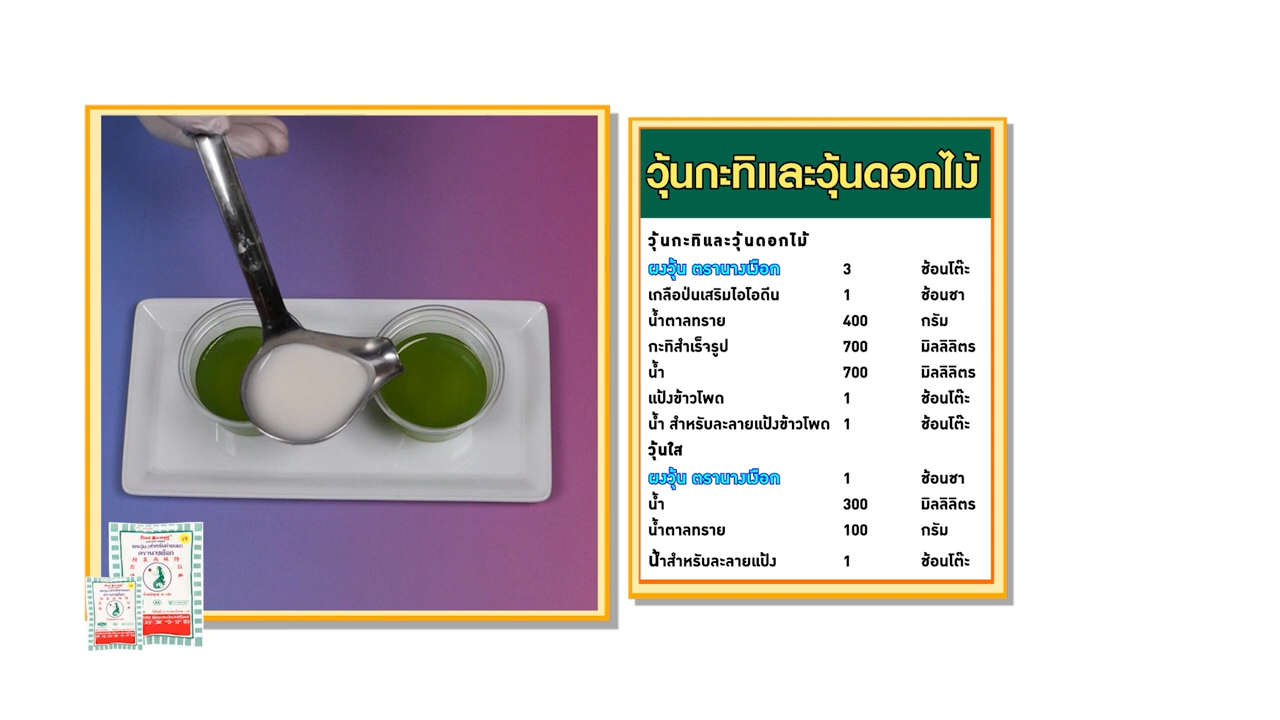 วุ้นกะทิและวุ้นดอกไม้
วุ้นกะทิและวุ้นดอกไม้
ผงวุ้น ตรานางเงือก 3 ช้อนโต๊ะ
เกลือป่นเสริมไอโอดีน 1 ช้อนชา
น้ำตาลทราย 400 กรัม
กะทิสำเร็จรูป 700 มิลลิลิตร
น้ำ 700 มิลลิลิตร
แป้งข้าวโพด 1 ช้อนโต๊ะ
น้ำ สำหรับละลายแป้งข้าวโพด 1 ช้อนโต๊ะ
วุ้นใส
ผงวุ้น ตรานางเงือก 1 ช้อนชา
น้ำ 300 มิลลิลิตร
น้ำตาลทราย 100 กรัม
น้ำสำหรับละลายแป้ง 1 ช้อนโต๊ะ
ตรานางเงือก